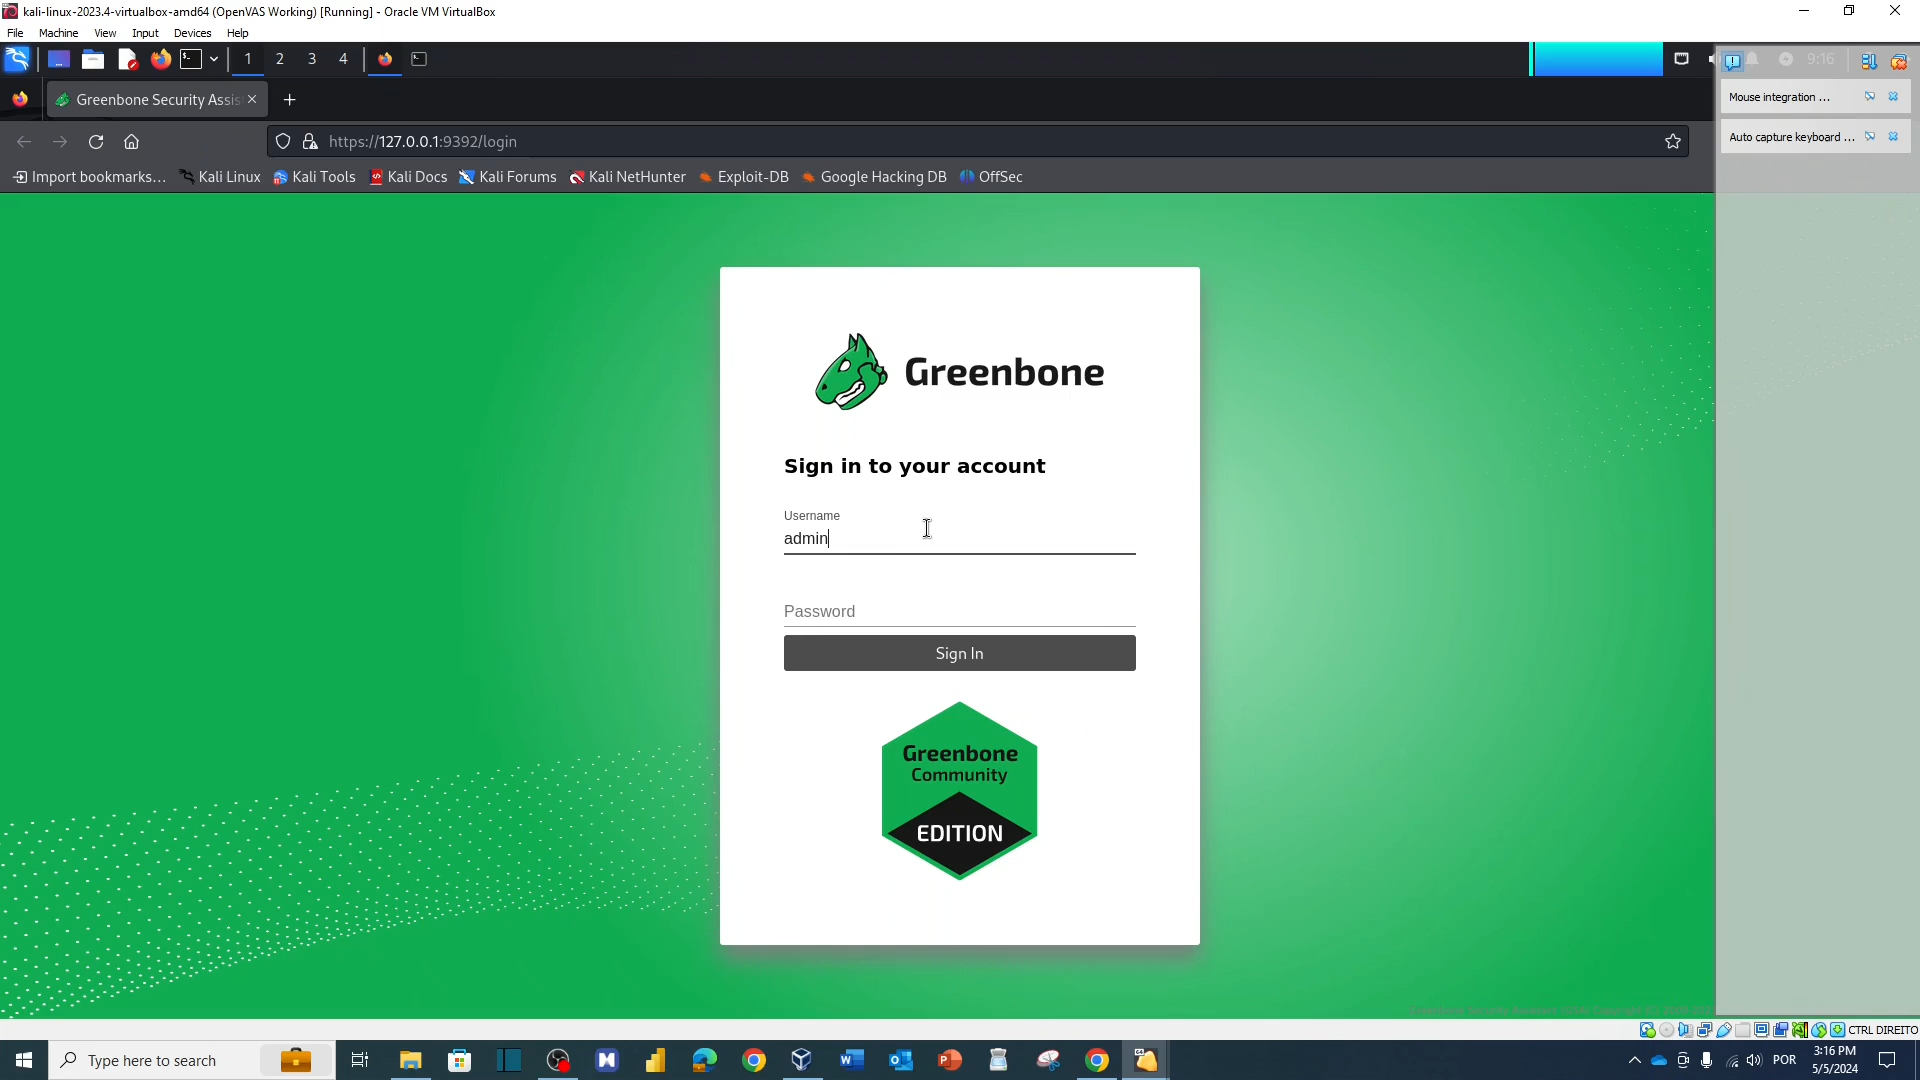 kali-linux-2023.4-virtualbox-amd64 (OpenVAS Working) [Running] - Oracle VM VirtualBox
File Machine View Input Devices Help
1 2 3 4
9:16
Greenbone Security Assis
https://127.0.0.1:9392/login
Mouse integration ...
Auto capture keyboard ...
Import bookmarks... Kali Linux Kali Tools Kali Docs Kali Forums Kali NetHunter Exploit-DB Google Hacking DB OffSec
Greenbone
Sign in to your account
Username
admin
Password
Sign In
Greenbone
Community
EDITION
CTRL DIREITO
Type here to search
POR
3:16 PM
5/5/2024